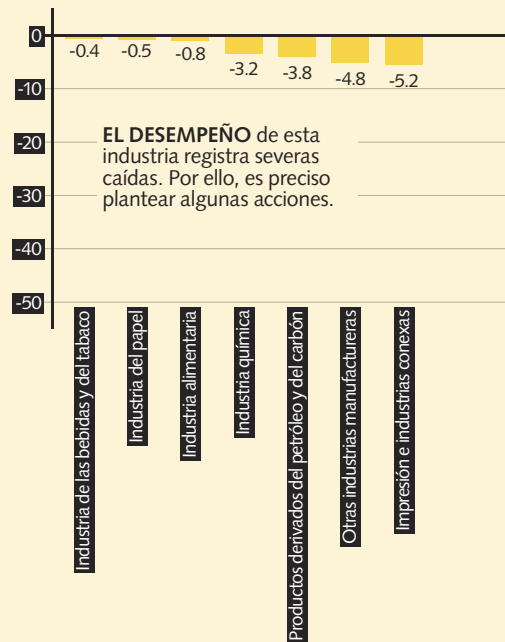 0
-10
-20
-30
-40
-50
-0.4
-0.5
-0.8
-3.2
-3.8
-4.8
-5.2
EL DESEMPEÑO de esta
industria registra severas
caídas. Por ello, es preciso
plantear algunas acciones.
Industria de las bebidas y del tabaco
Industria del papel
Industria alimentaria
Industria química
Productos derivados del petróleo y del carbón
Otras industrias manufactureras
Impresión e industrias conexas